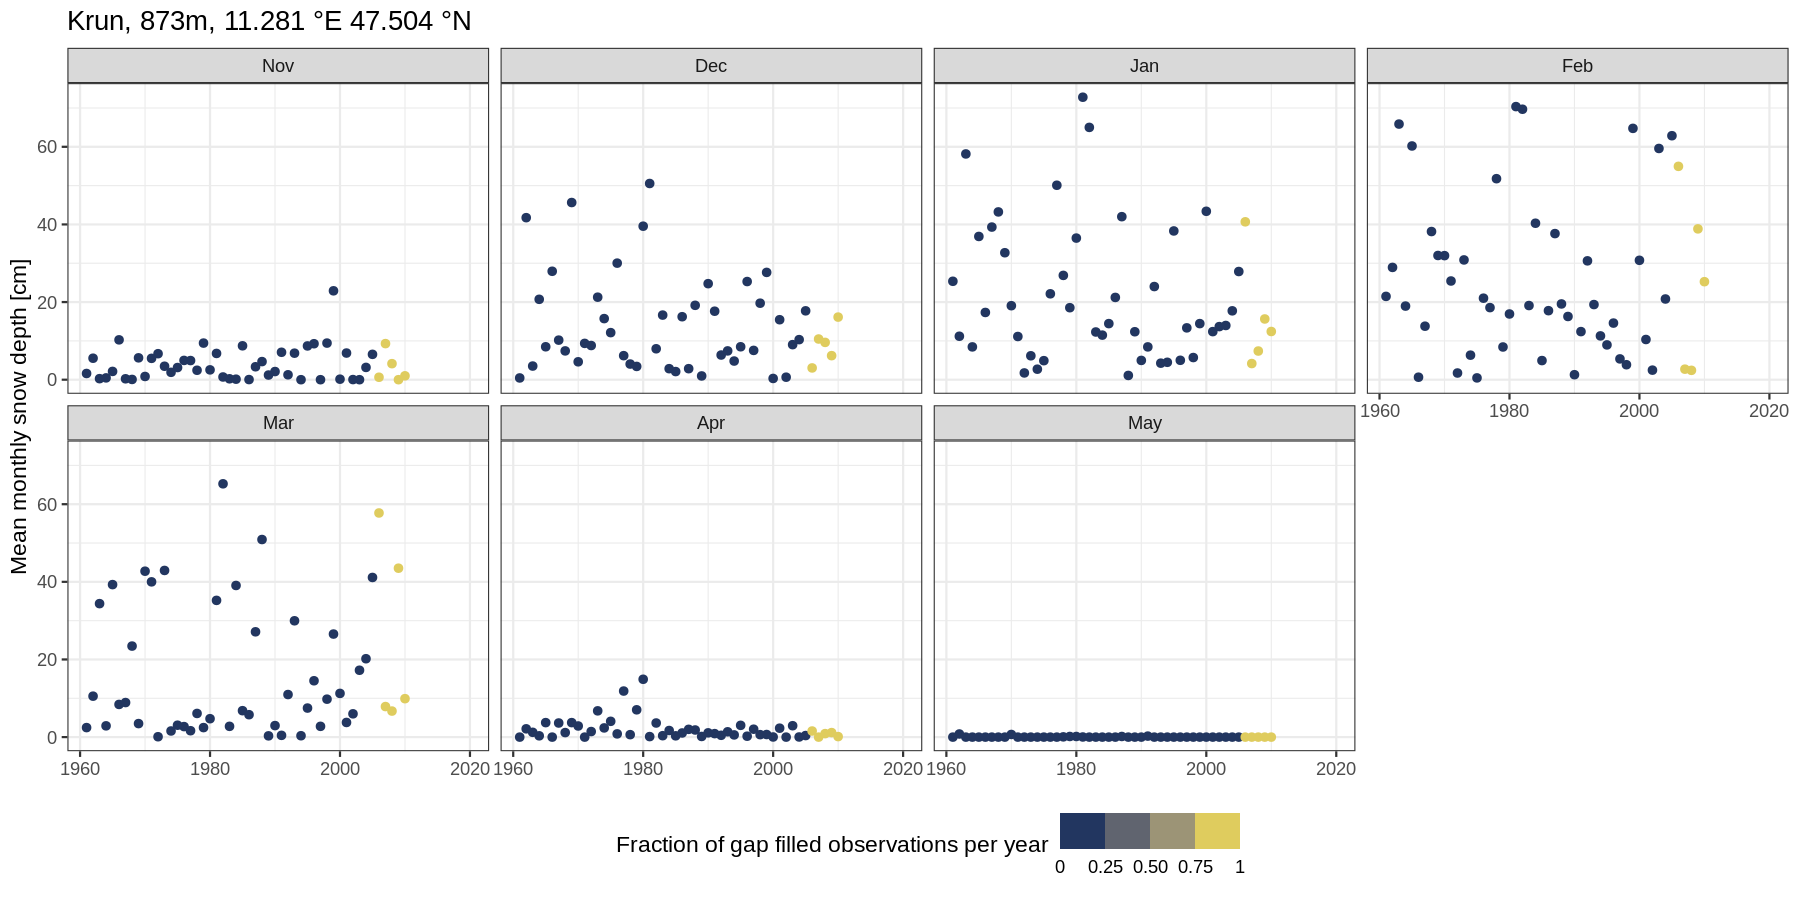 Krun, 873m, 11.281 °E 47.504 °N
Nov
Dec
Jan
Feb
Mean monthly snow depth [cm]
60
40
20
0
1960 1980 2000 2020
Mar
Apr
May
60
40
20
0
1960 1980 2000 2020 1960 1980 2000 2020 1960 1980 2000 2020
Fraction of gap filled observations per year
0 0.25 0.50 0.75 1